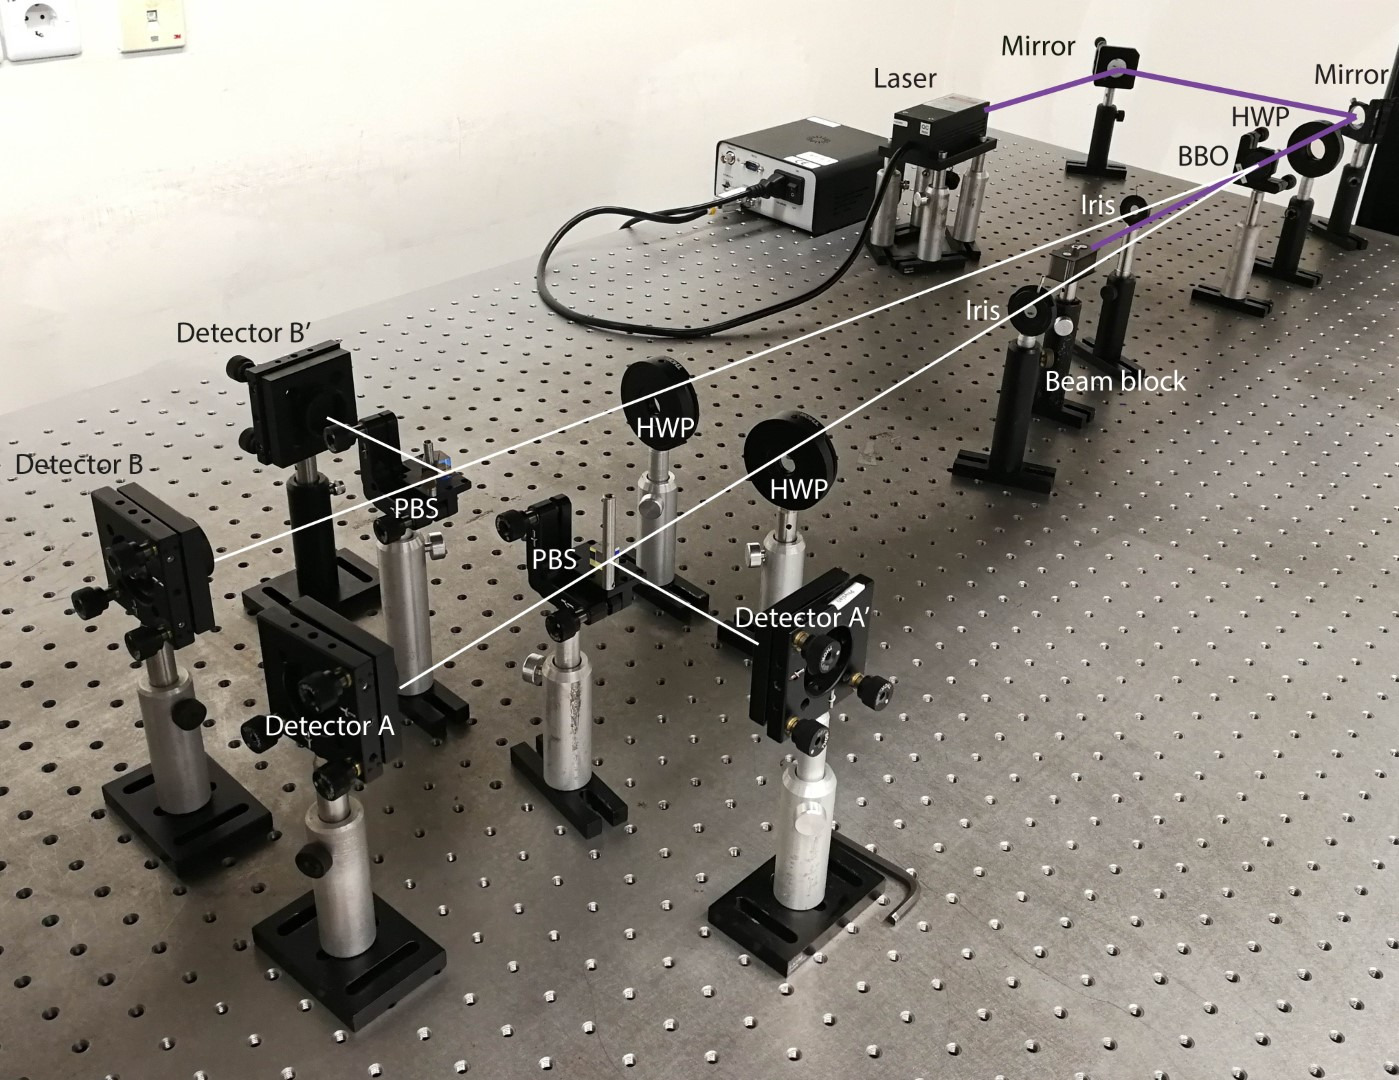 Mirror
Mirror
Laser
HWP
BBO
Iris
Iris
Detector B′
Beam block
HWP
Detector B
HWP
PBS
PBS
Detector A′
Detector A